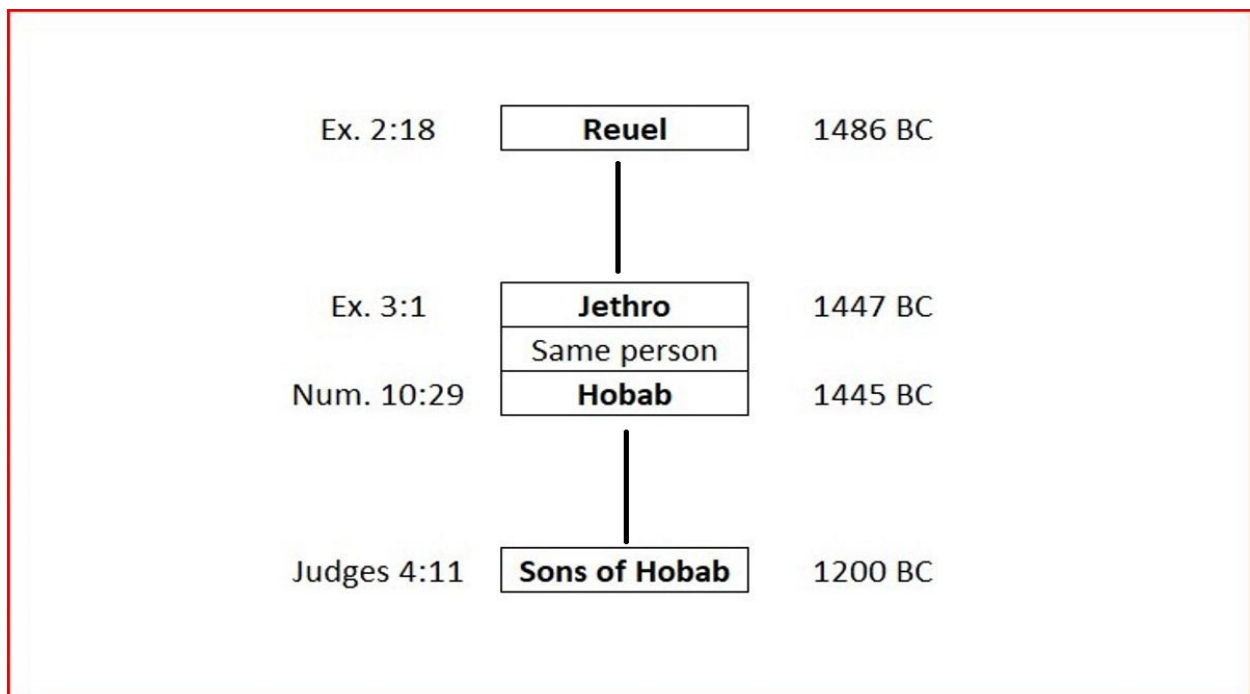 Ex. 2:18 Reuel 1486 BC
Ex. 3:1 Jethro 1447 BC
Same person
Num. 10:29 Hobab 1445 BC
Judges 4:11 Sons of Hobab 1200 BC